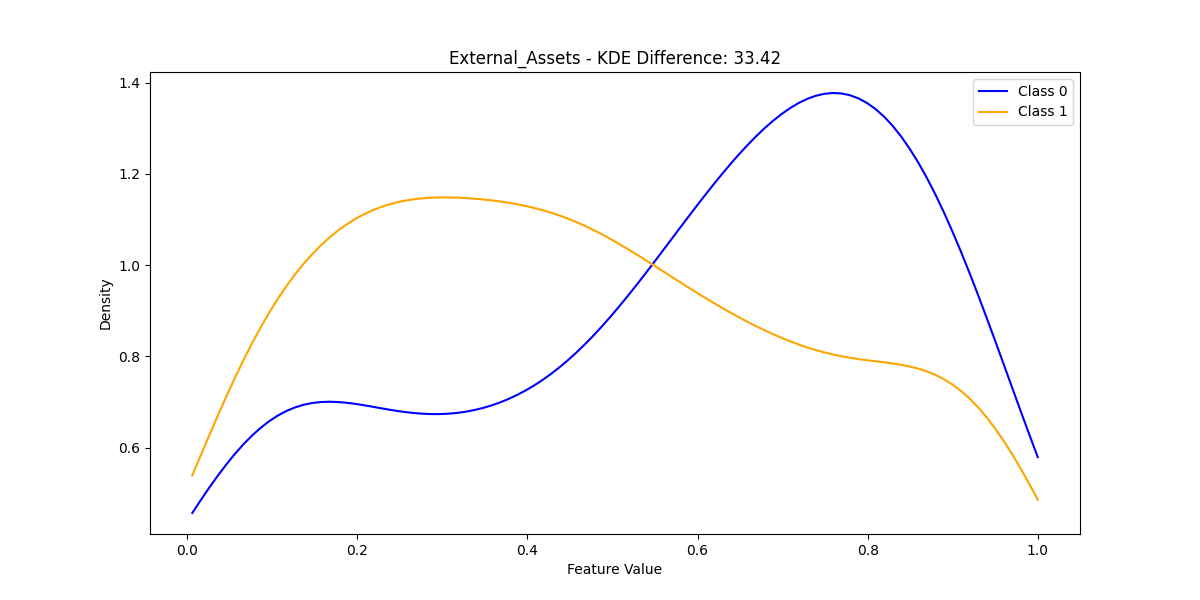 External_Assets - KDE Difference: 33.42
Class 0
Class 1
Density
1.4
1.2
1.0
0.8
0.6
0.0 0.2 0.4 0.6 0.8 1.0
Feature Value